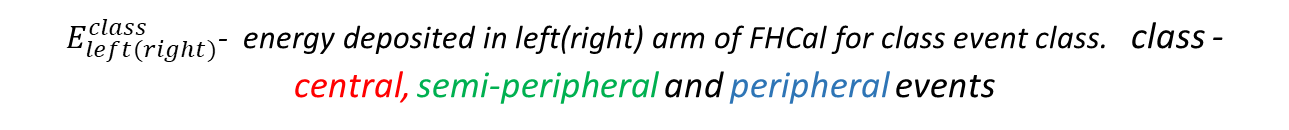 E_{left(right)}^{class}- energy deposited in left(right) arm of FHCal for class event class. class -
central, semi-peripheral and peripheral events